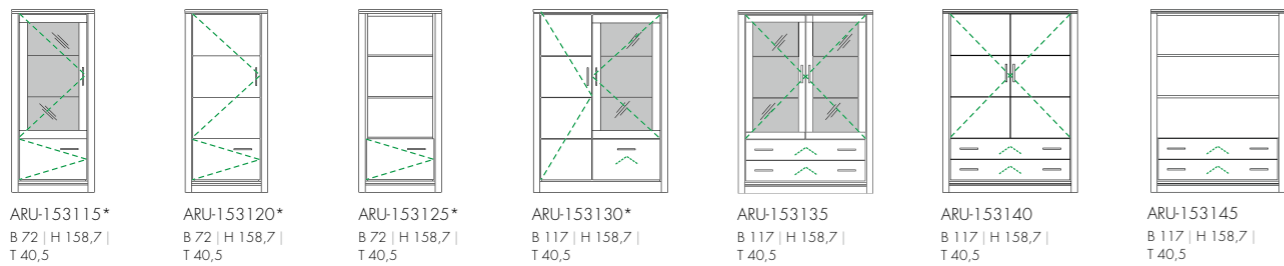 ARU-153115*
B 72 | H 158,7 |
T 40,5
ARU-153120*
B 72 | H 158,7 |
T 40,5
ARU-153125*
B 72 | H 158,7 |
T 40,5
ARU-153130*
B 117 | H 158,7 |
T 40,5
ARU-153135
B 117 | H 158,7 |
T 40,5
ARU-153140
B 117 | H 158,7 |
T 40,5
ARU-153145
B 117 | H 158,7 |
T 40,5